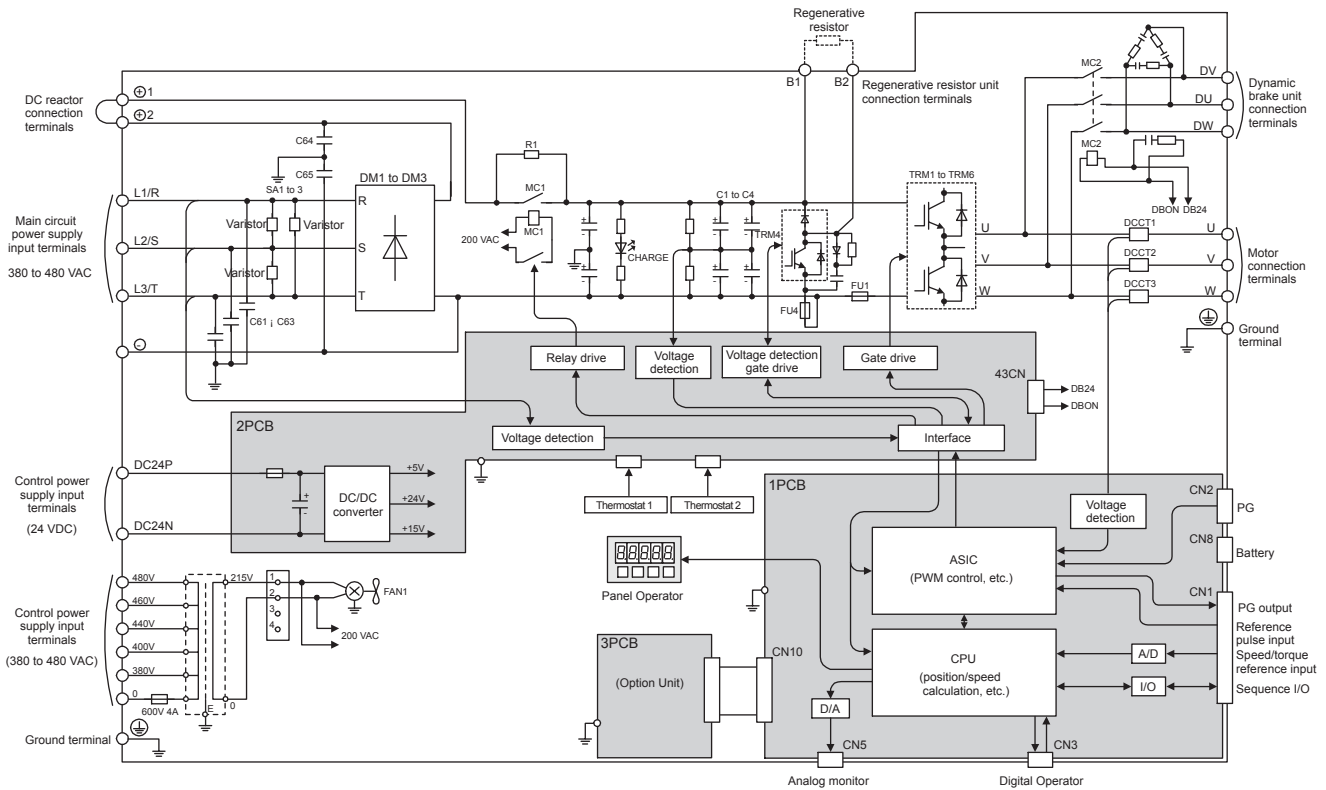 Regenerative
resistor
B1
B2
Regenerative resistor unit
connection terminals
MC2
DV
DU
DW
Dynamic
brake unit
connection
terminals
MC2
DBON
DB24
DC reactor
connection
terminals
⊕1
⊕2
C64
C65
R1
MC1
MC1
200 VAC
CHARGE
C1 to C4
TRM4
FU4
FU1
TRM1 to TRM6
Main circuit
power supply
input terminals
380 to 480 VAC
L1/R
L2/S
L3/T
SA1 to 3
Varistor
Varistor
Varistor
DM1 to DM3
R
S
T
C61 ¡ C63
U
V
W
DCCT1
DCCT2
DCCT3
U
V
W
Motor
connection
terminals
Ground
terminal
Relay drive
Voltage
detection
Voltage detection
gate drive
Gate drive
43CN
DB24
DBON
2PCB
Voltage detection
Interface
Thermostat 1
Thermostat 2
Control power
supply input
terminals
(24 VDC)
DC24P
DC24N
+
-
DC/DC
converter
+5V
+24V
+15V
1PCB
Voltage
detection
CN2
PG
CN8
Battery
ASIC
(PWM control, etc.)
CN1
PG output
Reference
pulse input
Speed/torque
reference input
Sequence I/O
A/D
I/O
CPU
(position/speed
calculation, etc.)
D/A
CN5
CN3
Analog monitor
Digital Operator
88888
Panel Operator
3PCB
(Option Unit)
CN10
Control power
supply input
terminals
(380 to 480 VAC)
480V
460V
440V
400V
380V
0
600V 4A
E
0
215V
1
2
3
4
FAN1
200 VAC
Ground terminal